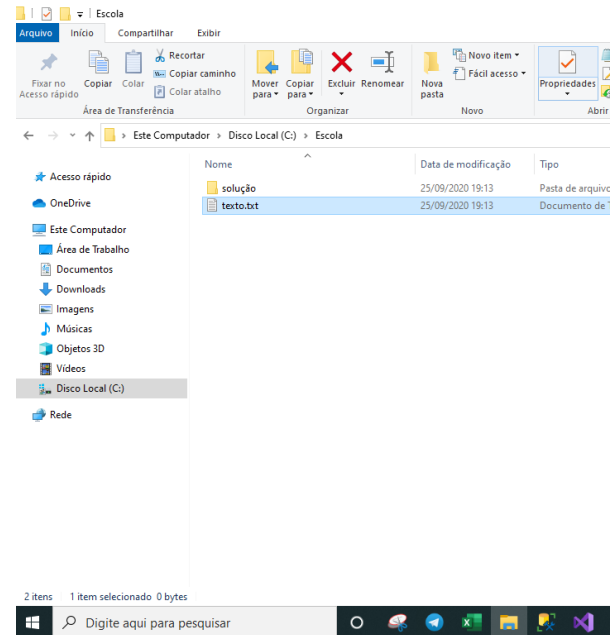 Escola
Arquivo Início Compartilhar Exibir
Fixar no Acesso rápido
Copiar
Colar
Recortar
Copiar caminho
Colar atalho
Mover para
Copiar para
Excluir
Renomear
Nova pasta
Novo item
Fácil acesso
Propriedades
Área de Transferência Organizar Novo Abrir
Este Computador > Disco Local (C:) > Escola
Nome Data de modificação Tipo
solução 25/09/2020 19:13 Pasta de arquivo
texto.txt 25/09/2020 19:13 Documento de T
Acesso rápido
OneDrive
Este Computador
Área de Trabalho
Documentos
Downloads
Imagens
Músicas
Objetos 3D
Vídeos
Disco Local (C:)
Rede
2 itens 1 item selecionado 0 bytes
Digite aqui para pesquisar